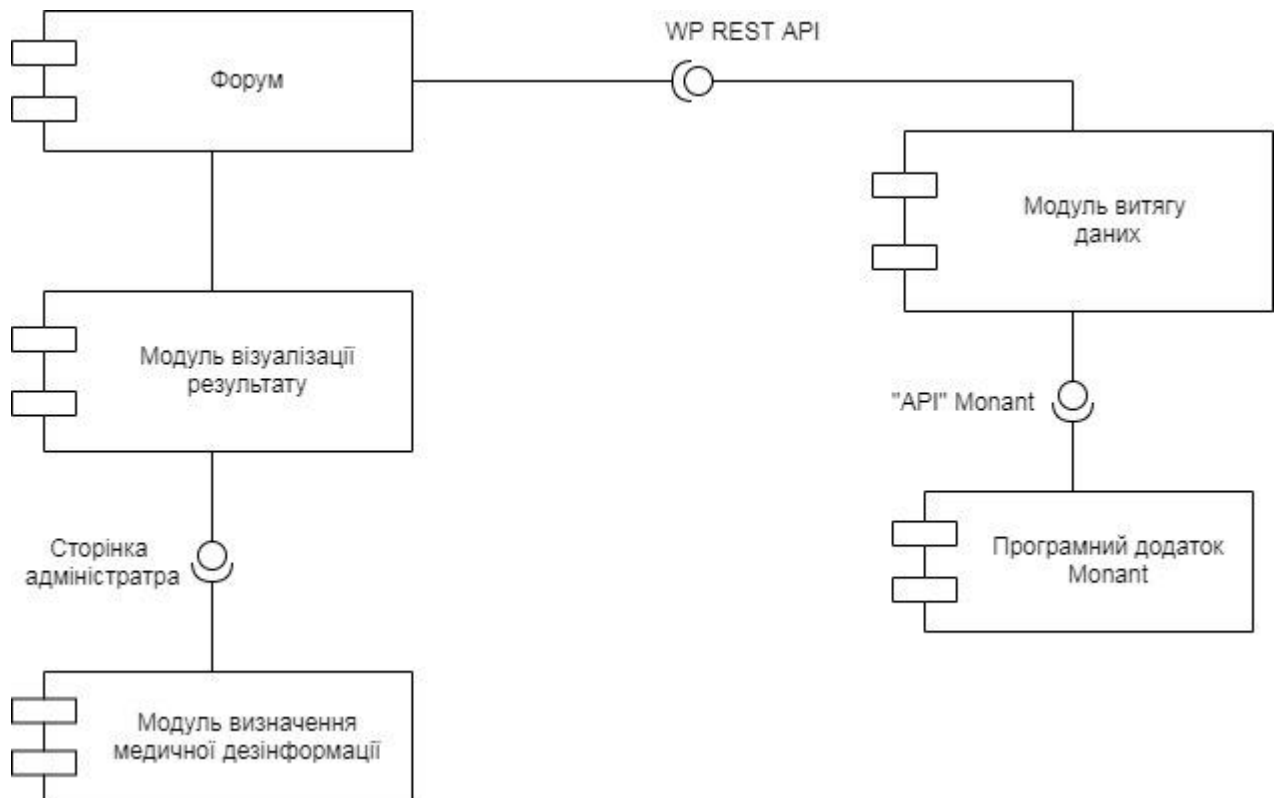 WP REST API
Форум
Модуль витягу
даних
Модуль візуалізації
результату
"АРІ" Monant
Сторінка
адміністратра
Програмний додаток
Monant
Модуль визначення
медичної дезінформації